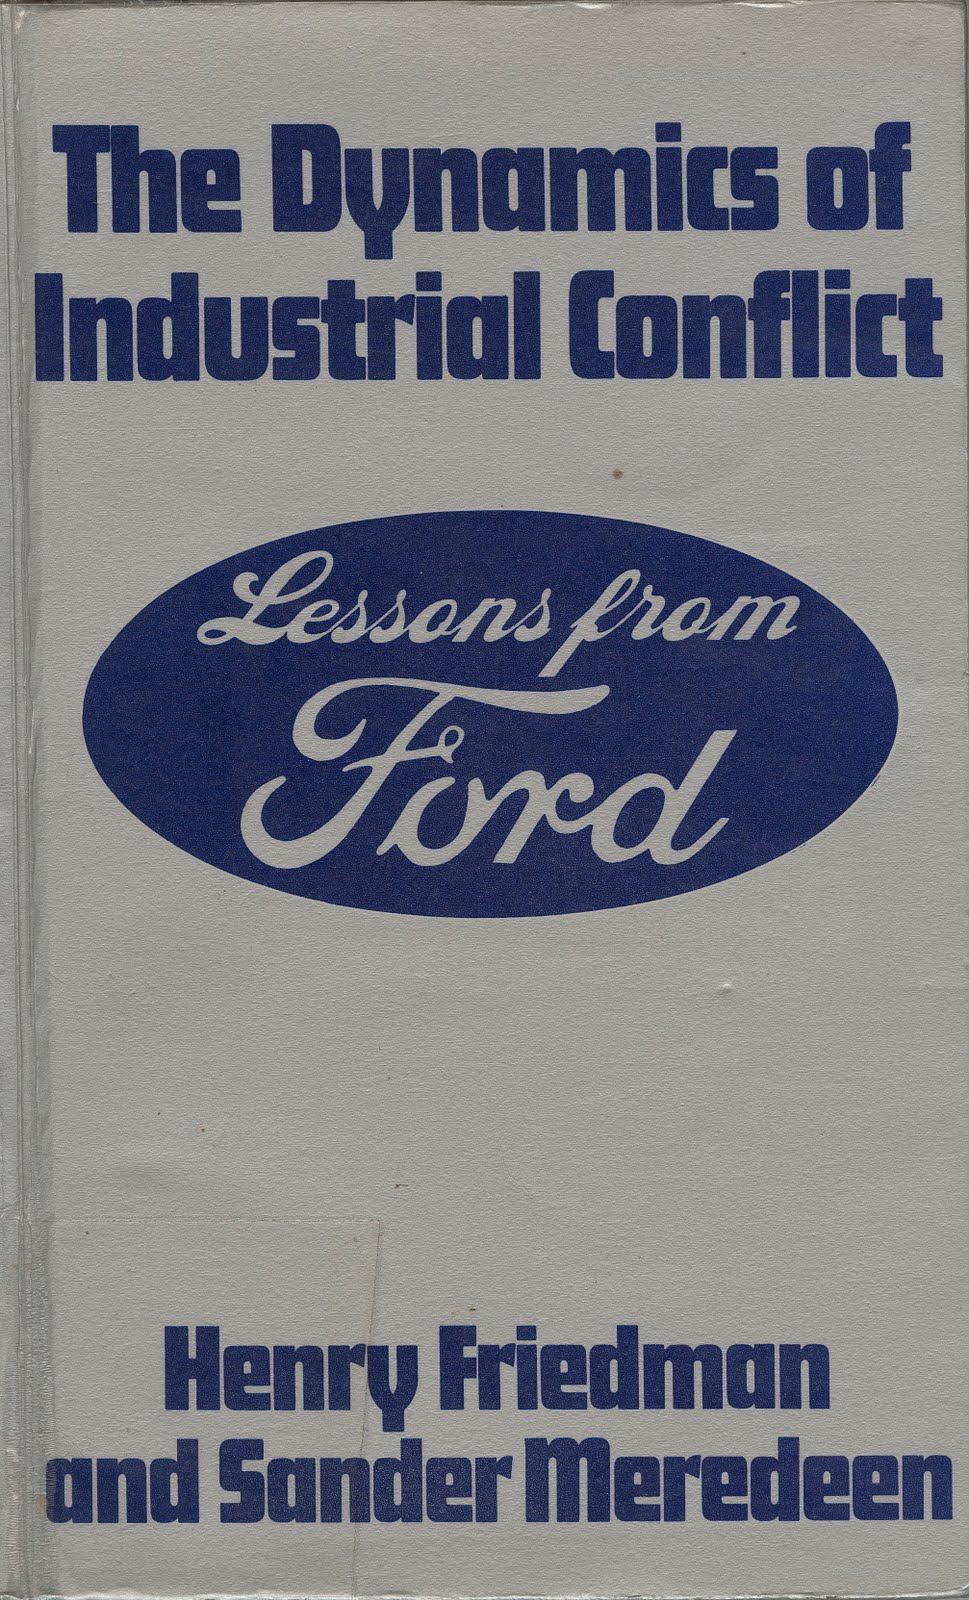 The Dynamics of
Industrial Conflict
Lessons from
Ford
Henry Friedman
and Sander Meredeen